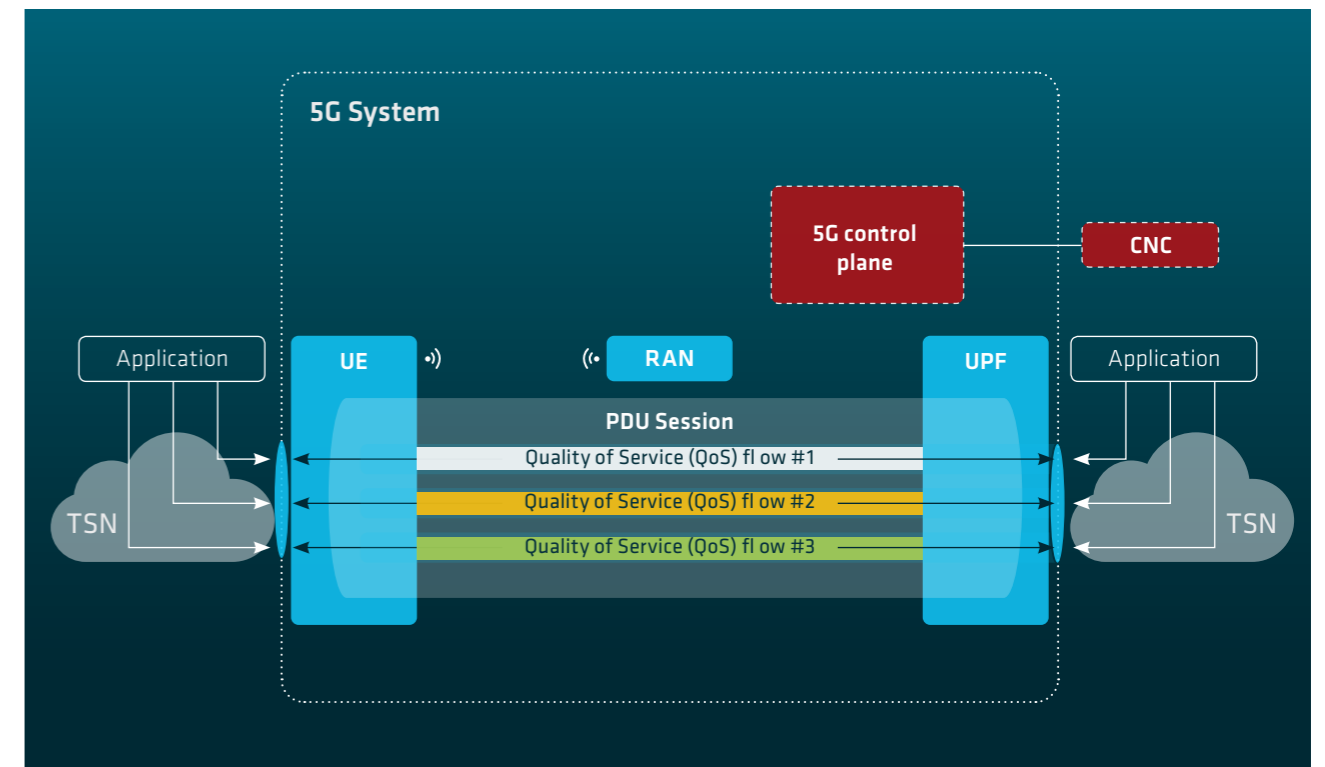 5G System
5G control
plane
CNC
Application
UE
RAN
UPF
Application
PDU Session
Quality of Service (QoS) fl ow #1
Quality of Service (QoS) fl ow #2
Quality of Service (QoS) fl ow #3
TSN
TSN